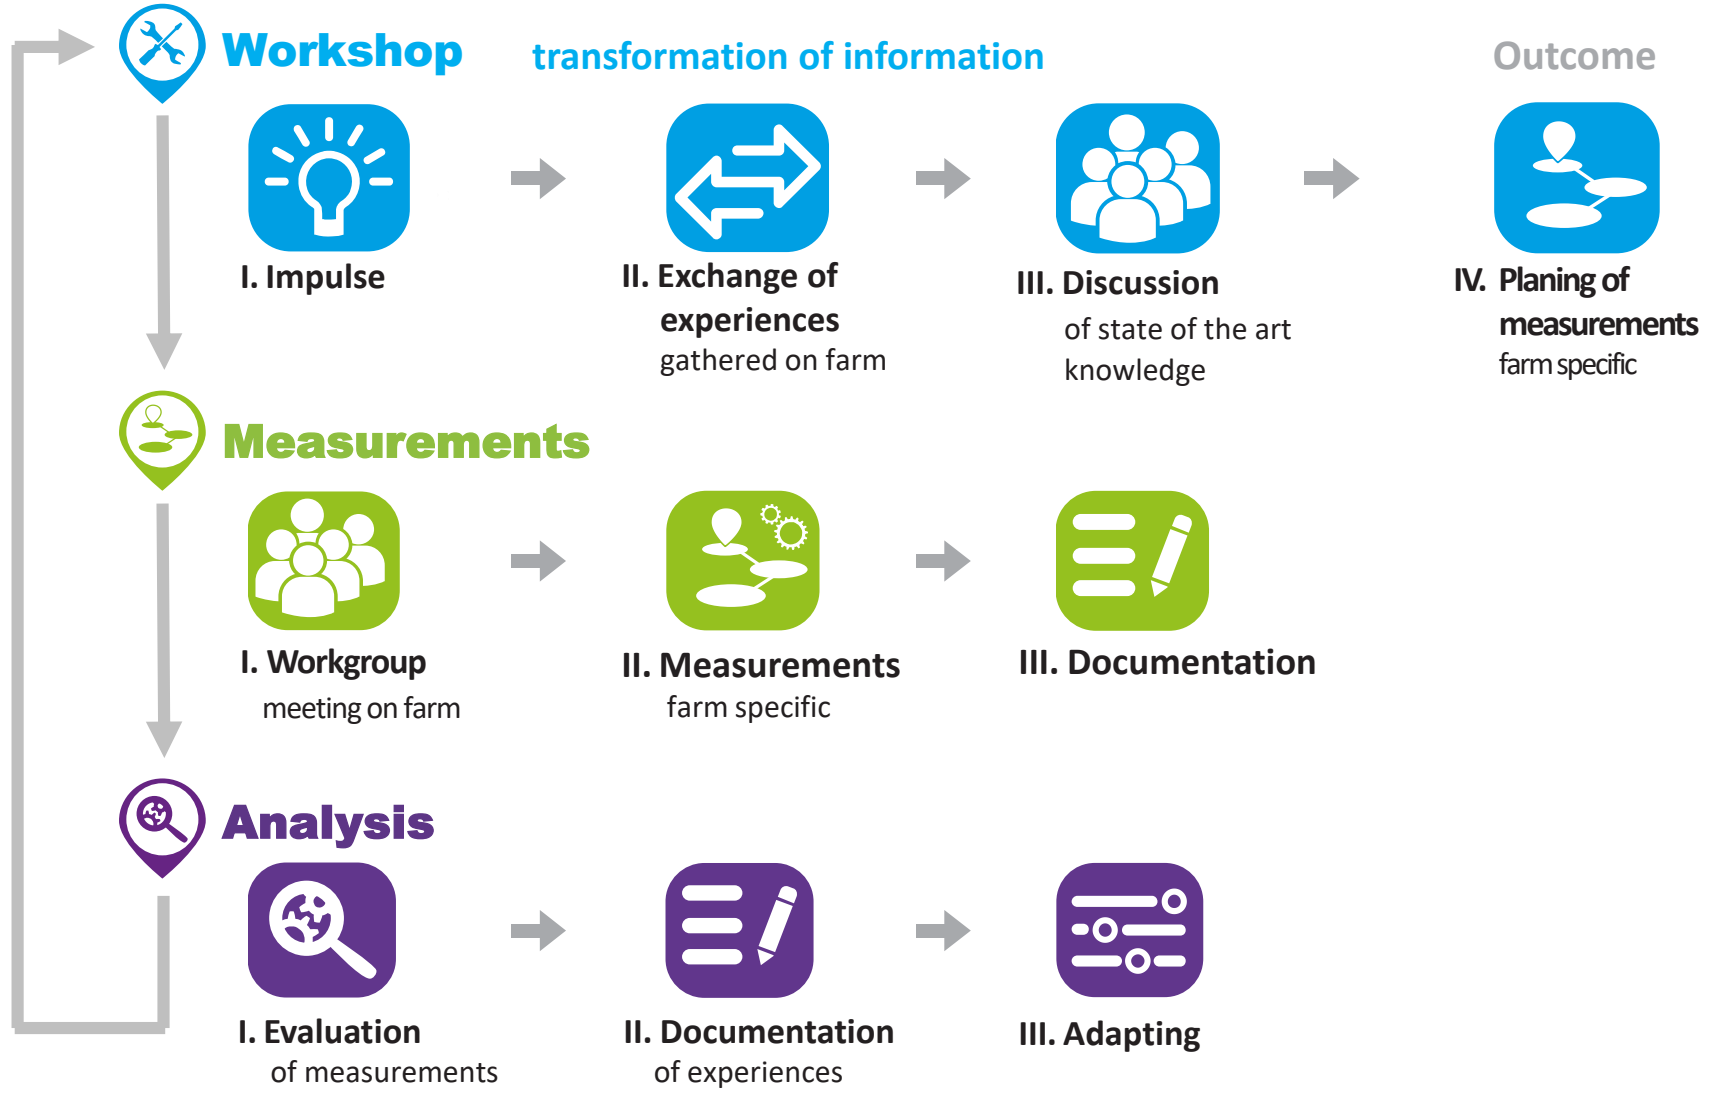 Workshop
transformation of information
Outcome
I. Impulse
II. Exchange of
experiences
gathered on farm
III. Discussion
of state of the art
knowledge
IV. Planing of
measurements
farm specific
Measurements
I. Workgroup
meeting on farm
II. Measurements
farm specific
III. Documentation
Analysis
I. Evaluation
of measurements
II. Documentation
of experiences
III. Adapting